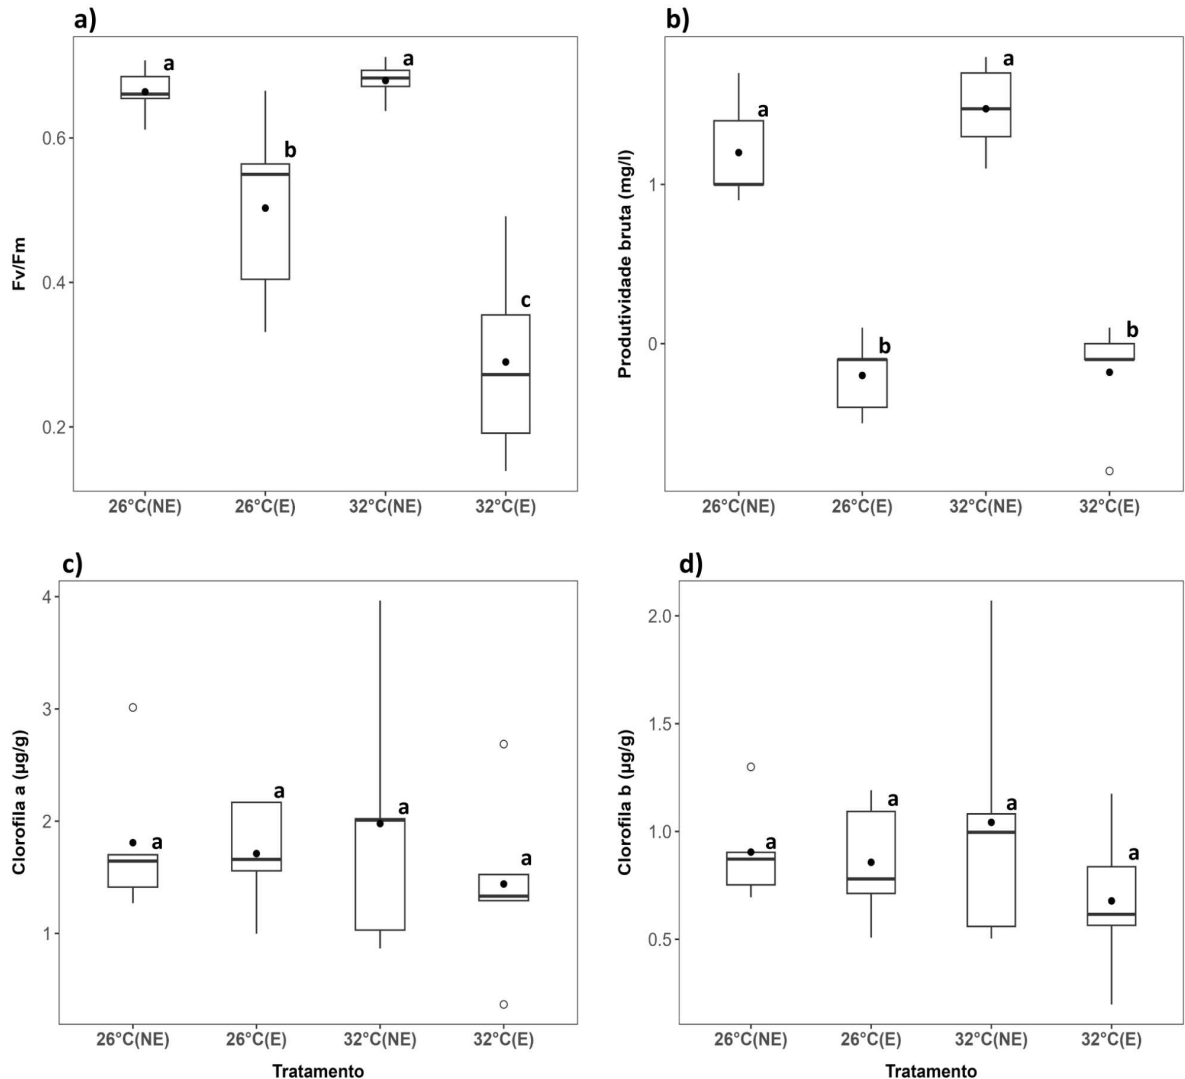 a)
a
b
a
c
Fv/Fm
0.6
0.4
0.2
26°C(NE) 26°C(E) 32°C(NE) 32°C(E)
b)
a
b
a
b
Produtividade bruta (mg/l)
1
0
26°C(NE) 26°C(E) 32°C(NE) 32°C(E)
c)
a
a
a
a
Clorofila a (µg/g)
4
3
2
1
26°C(NE) 26°C(E) 32°C(NE) 32°C(E)
Tratamento
d)
a
a
a
a
Clorofila b (µg/g)
2.0
1.5
1.0
0.5
26°C(NE) 26°C(E) 32°C(NE) 32°C(E)
Tratamento